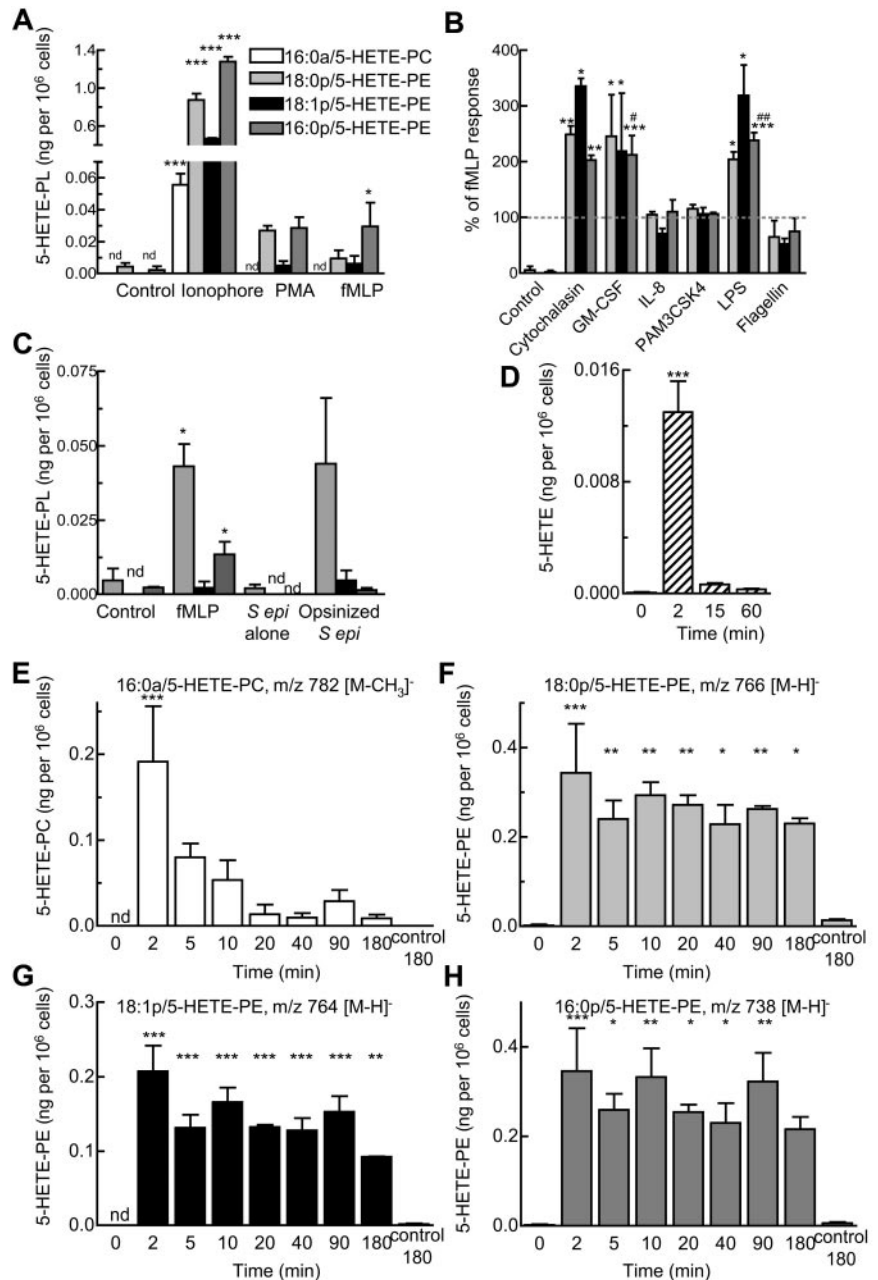 A
5-HETE-PL (ng per 10⁶ cells)
1.4
1.0
0.6
0.06
0.03
0.00
nd
nd
***
***
***
***
nd
nd
*
16:0a/5-HETE-PC
18:0p/5-HETE-PE
18:1p/5-HETE-PE
16:0p/5-HETE-PE
Control Ionophore PMA fMLP
B
% of fMLP response
400
300
200
100
0
**
*
**
*
*
#
***
*
*
##
***
Control
Cytochalasin
GM-CSF
IL-8
PAM3CSK4
LPS
Flagellin
C
5-HETE-PL (ng per 10⁶ cells)
0.075
0.050
0.025
0.000
nd
*
*
nd
nd
Control fMLP S epi Opsinized
alone S epi
D
5-HETE (ng per 10⁶ cells)
0.016
0.008
0.000
***
0 2 15 60
Time (min)
E
16:0a/5-HETE-PC, m/z 782 [M-CH₃]⁻
5-HETE-PC (ng per 10⁶ cells)
0.2
0.1
0.0
nd
***
0 2 5 10 20 40 90 180 control
180
Time (min)
F
18:0p/5-HETE-PE, m/z 766 [M-H]⁻
5-HETE-PE (ng per 10⁶ cells)
0.4
0.2
0.0
*** ** ** ** * ** *
0 2 5 10 20 40 90 180 control
180
Time (min)
G
18:1p/5-HETE-PE, m/z 764 [M-H]⁻
5-HETE-PE (ng per 10⁶ cells)
0.3
0.2
0.1
0.0
nd
*** *** *** *** *** *** **
0 2 5 10 20 40 90 180 control
180
Time (min)
H
16:0p/5-HETE-PE, m/z 738 [M-H]⁻
5-HETE-PE (ng per 10⁶ cells)
0.4
0.2
0.0
*** * ** * * **
0 2 5 10 20 40 90 180 control
180
Time (min)